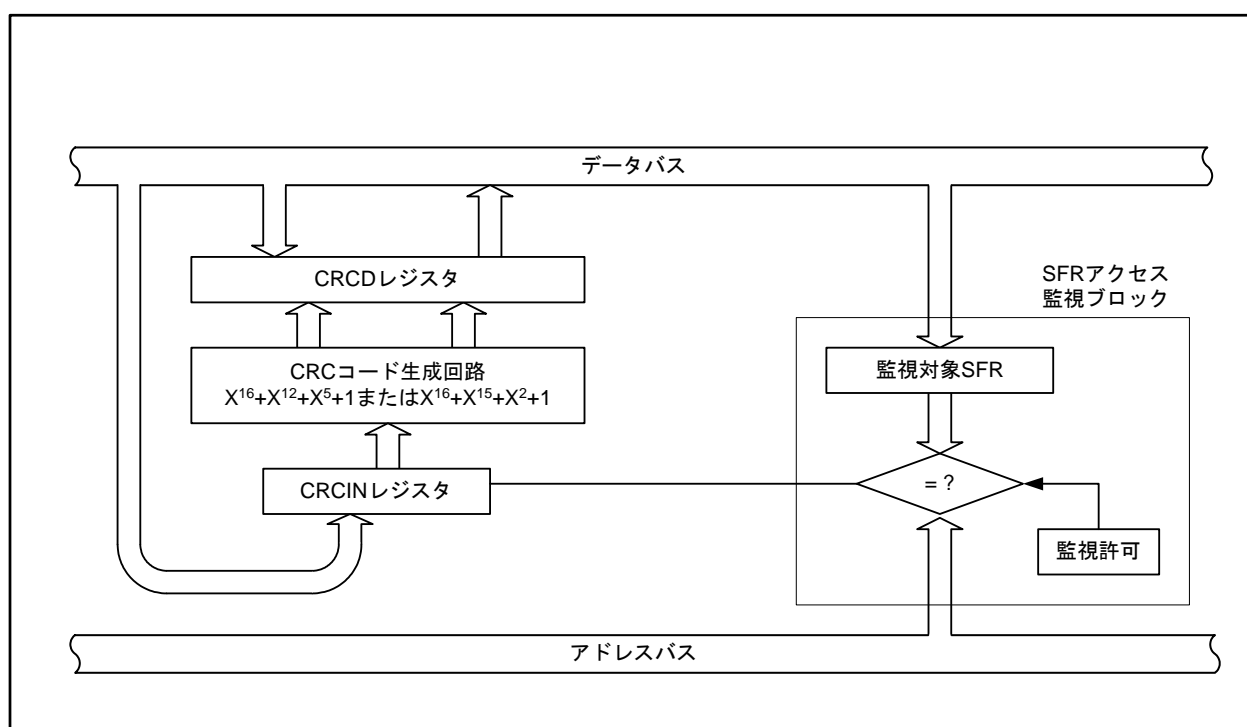 データバス
CRCDレジスタ
SFRアクセス
監視ブロック
CRCコード生成回路
X¹⁶+X¹²+X⁵+1またはX¹⁶+X¹⁵+X²+1
監視対象SFR
CRCINレジスタ
= ?
監視許可
アドレスバス